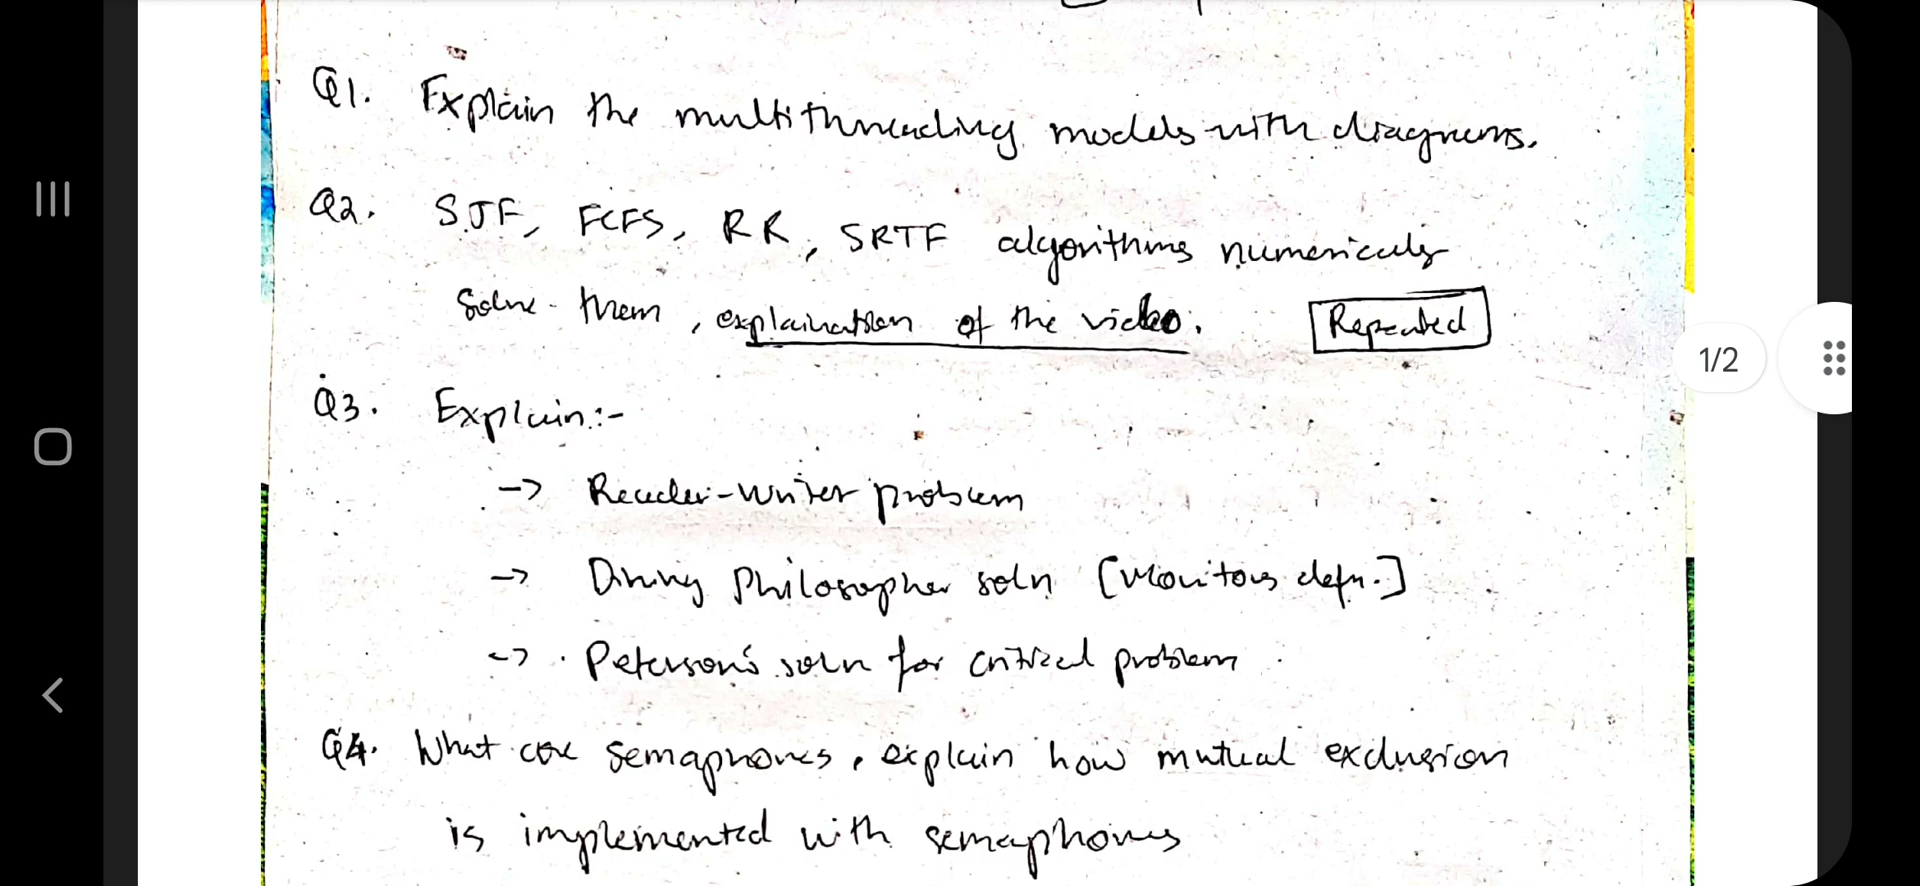 Q1. Explain the multithreading models with diagrams.
Q2. SJF, FCFS, RR, SRTF algorithms numerically
solve them, explaination of the video. Repeated
Q3. Explain:-
-> Reader-writer problem
-> Dining Philosopher soln [Monitors defn.]
-> Peterson's soln for critical problem
Q4. What are semaphores, explain how mutual exclusion
is implemented with semaphores
1/2